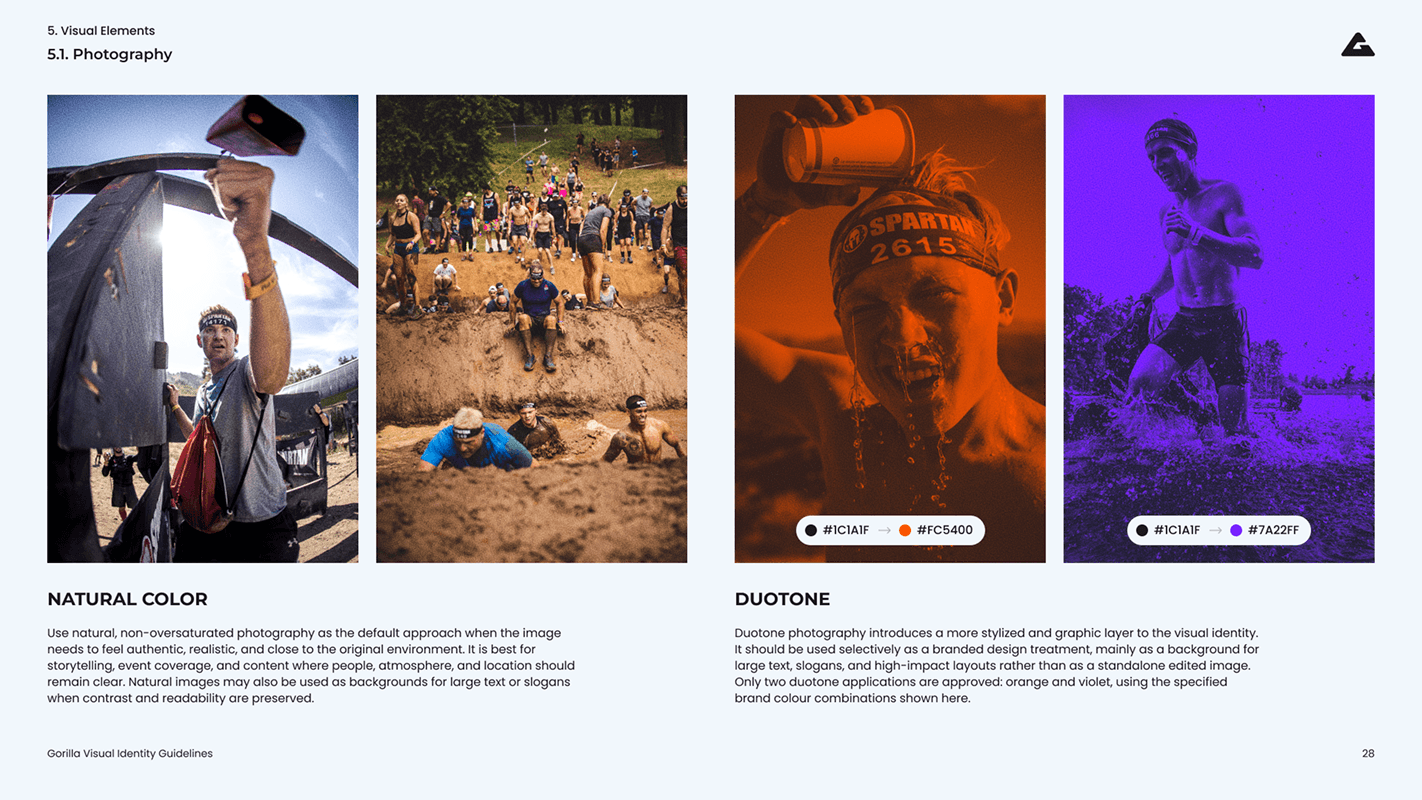 5. Visual Elements
5.1. Photography
SPARTAN
14171
SPARTAN
SPARTAN
2615
#1C1A1F → #FC5400
#1C1A1F → #7A22FF
NATURAL COLOR
Use natural, non-oversaturated photography as the default approach when the image
needs to feel authentic, realistic, and close to the original environment. It is best for
storytelling, event coverage, and content where people, atmosphere, and location should
remain clear. Natural images may also be used as backgrounds for large text or slogans
when contrast and readability are preserved.
DUOTONE
Duotone photography introduces a more stylized and graphic layer to the visual identity.
It should be used selectively as a branded design treatment, mainly as a background for
large text, slogans, and high-impact layouts rather than as a standalone edited image.
Only two duotone applications are approved: orange and violet, using the specified
brand colour combinations shown here.
Gorilla Visual Identity Guidelines
28